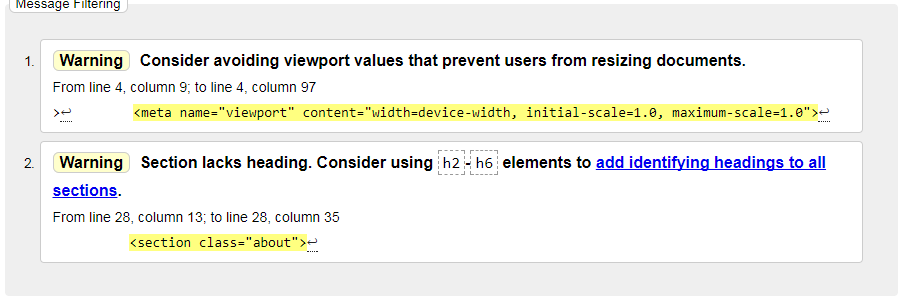 Message Filtering
1. Warning Consider avoiding viewport values that prevent users from resizing documents.
From line 4, column 9; to line 4, column 97
>↩ <meta name="viewport" content="width=device-width, initial-scale=1.0, maximum-scale=1.0">↩
2. Warning Section lacks heading. Consider using h2-h6 elements to add identifying headings to all
sections.
From line 28, column 13; to line 28, column 35
<section class="about">↩